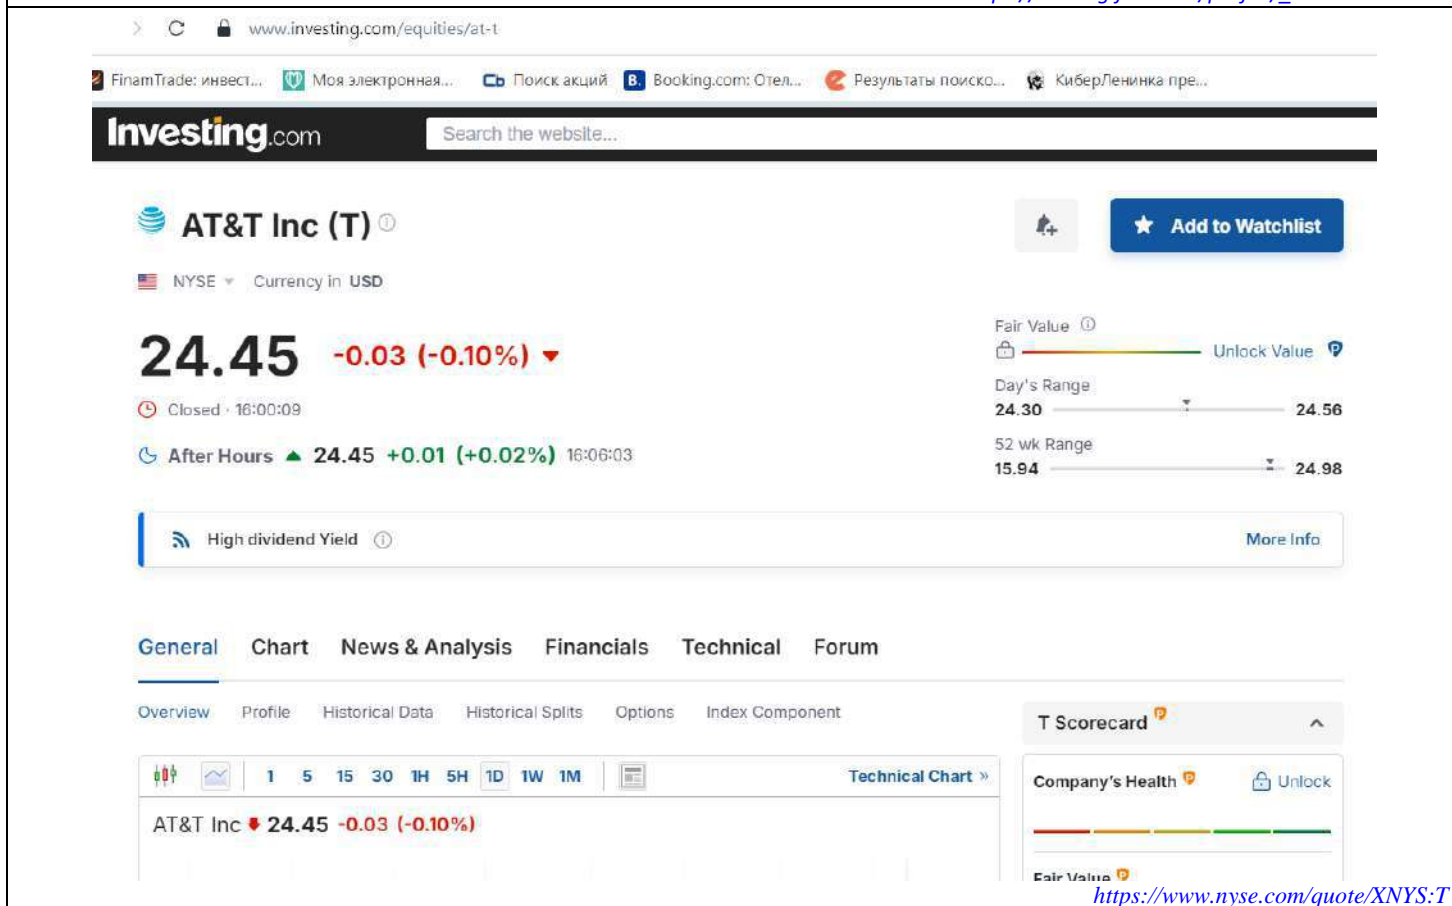 www.investing.com/equities/at-t
FinamTrade: инвест... Моя электронная... Сь Поиск акций B. Booking.com: Отел... Результаты поиско... КиберЛенинка пре...
Investing.com Search the website...
AT&T Inc (T)
Add to Watchlist
NYSE Currency in USD
24.45 -0.03 (-0.10%)
Closed · 16:00:09
After Hours 24.45 +0.01 (+0.02%) 16:06:03
Fair Value
Unlock Value
Day's Range
24.30 24.56
52 wk Range
15.94 24.98
High dividend Yield More Info
General Chart News & Analysis Financials Technical Forum
Overview Profile Historical Data Historical Splits Options Index Component
1 5 15 30 1H 5H 1D 1W 1M Technical Chart »
AT&T Inc 24.45 -0.03 (-0.10%)
T Scorecard
Company's Health Unlock
Fair Value
https://www.nyse.com/quote/XNYS:T